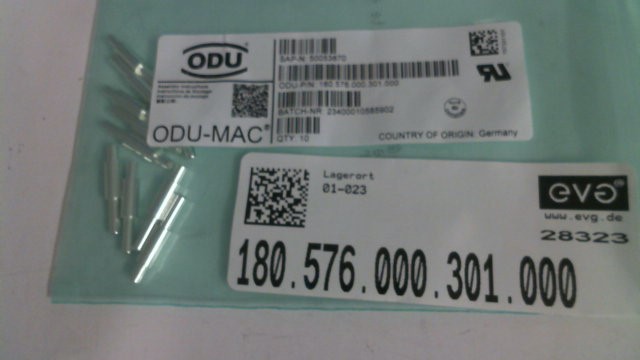 ODU
SAP-N: 50053870
ODU-P/N: 180.576.000.301.000
BATCH-NR: 23400010585902
QTY: 10
COUNTRY OF ORIGIN: Germany
ODU-MAC®
Lagerort
01-023
evg®
www.evg.de
28323
180.576.000.301.000